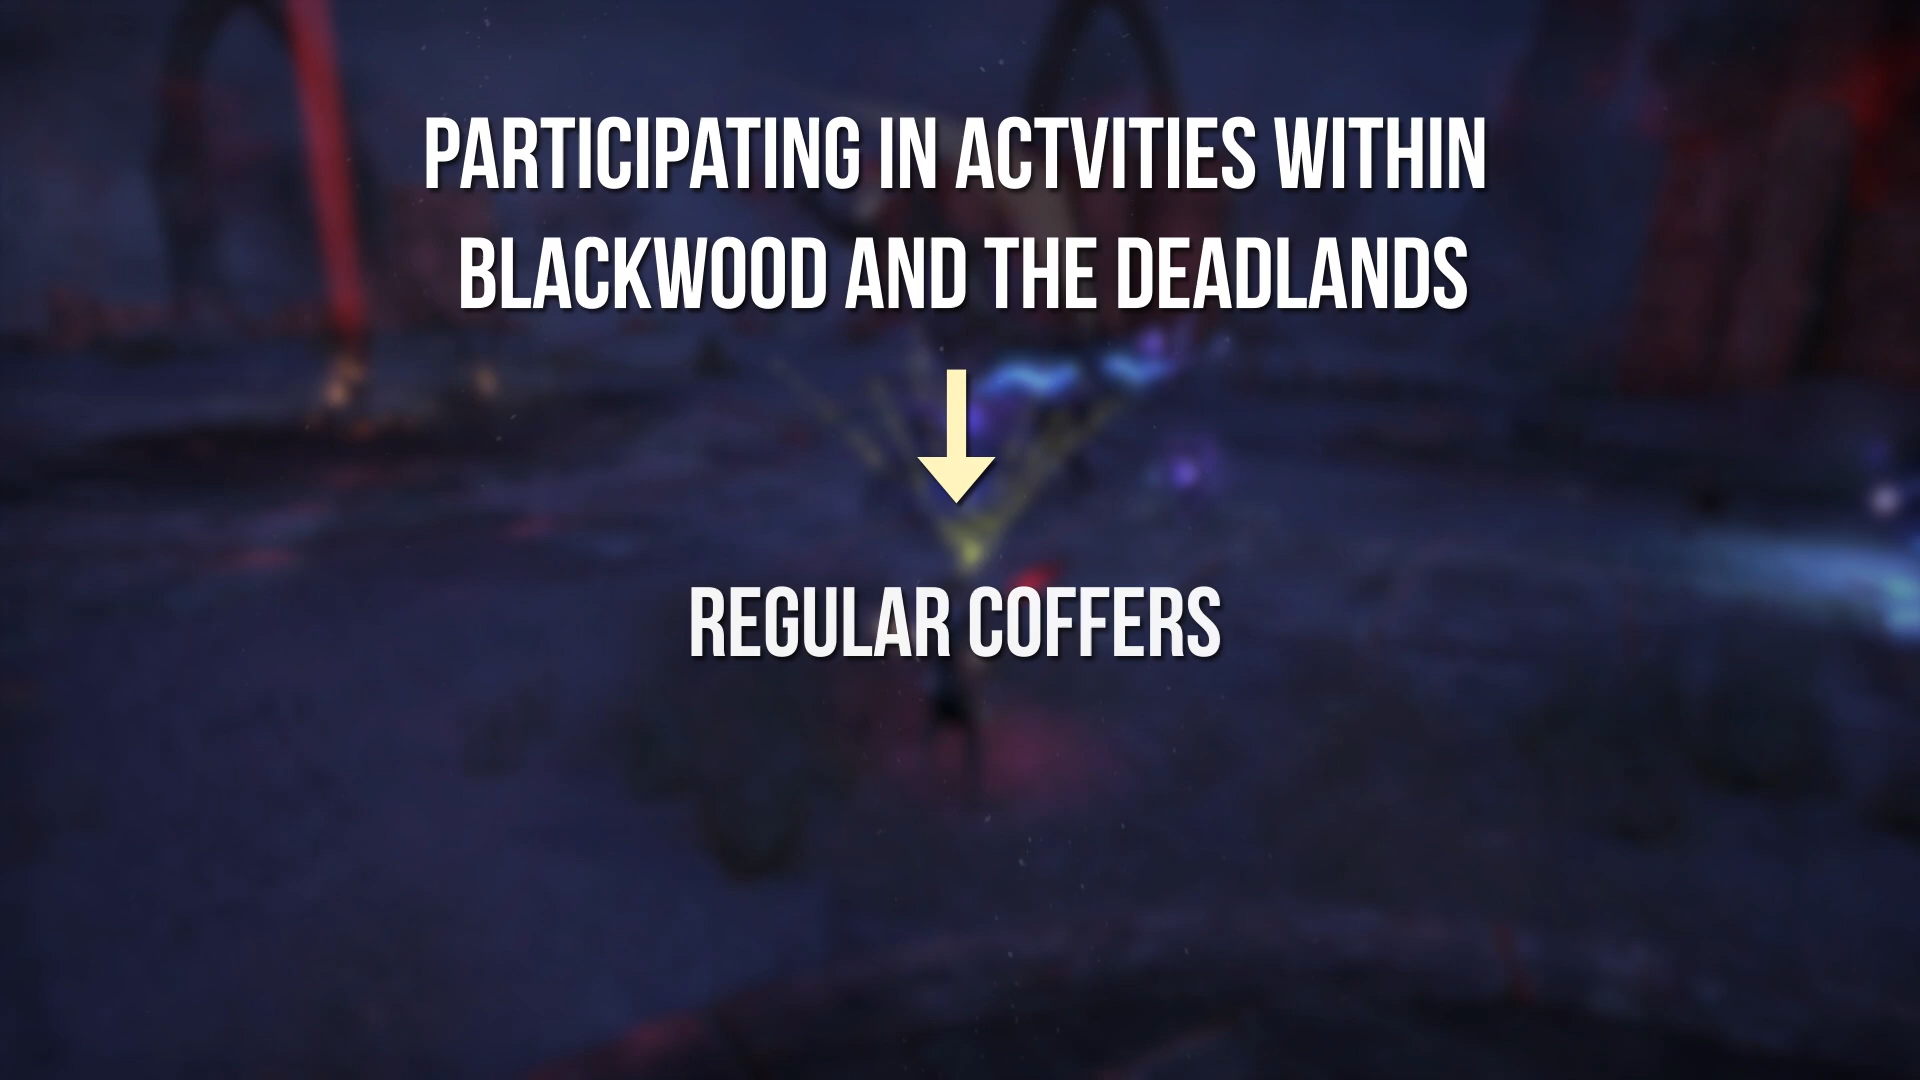 PARTICIPATING IN ACTVITIES WITHIN
BLACKWOOD AND THE DEADLANDS
REGULAR COFFERS